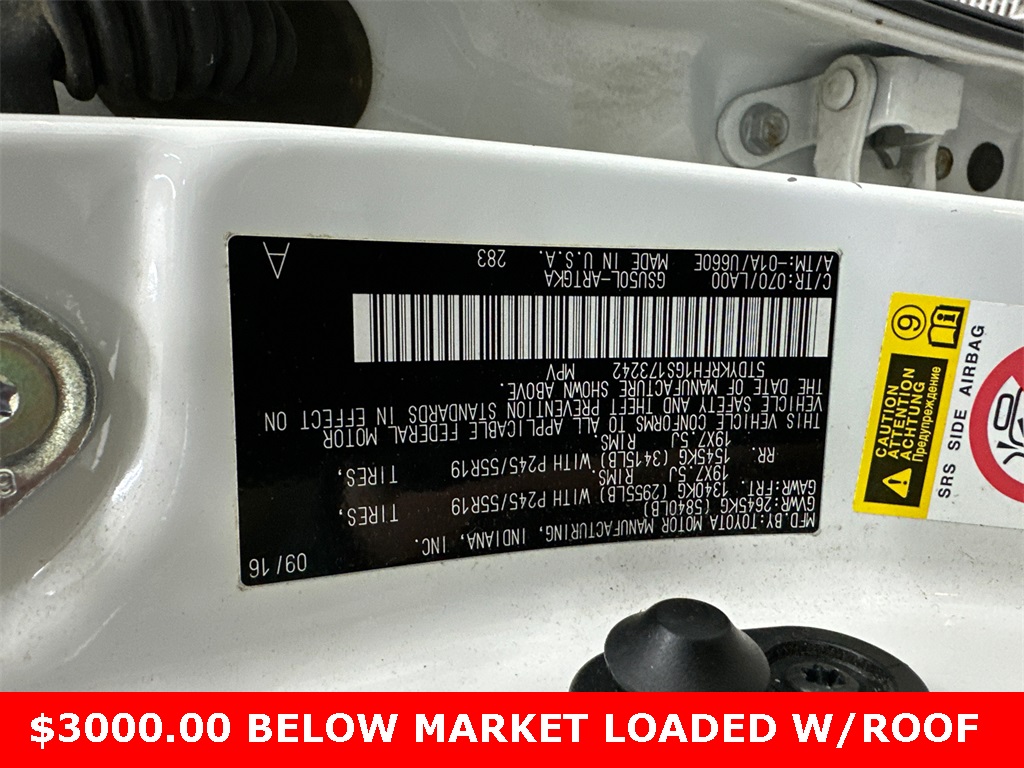 MFD.BY:TOYOTA MOTOR MANUFACTURING, INDIANA, INC. 09/16
GVWR:2645KG (5840LB)
GAWR:FRT. 1340KG (2955LB) WITH P245/55R19 TIRES,
19X7.5J RIMS.
RR. 1545KG (3415LB) WITH P245/55R19 TIRES,
19X7.5J RIMS.
THIS VEHICLE CONFORMS TO ALL APPLICABLE FEDERAL MOTOR
VEHICLE SAFETY AND THEFT PREVENTION STANDARDS IN EFFECT ON
THE DATE OF MANUFACTURE SHOWN ABOVE.
5TDYKRFH1GS173242 MPV
C/TR:070/LA00 GSU50L-ARTGKA
A/TM:-01A/U660E MADE IN U.S.A. 283 A
CAUTION
ATTENTION
ACHTUNG
Предупреждение
SRS SIDE AIRBAG
$3000.00 BELOW MARKET LOADED W/ROOF